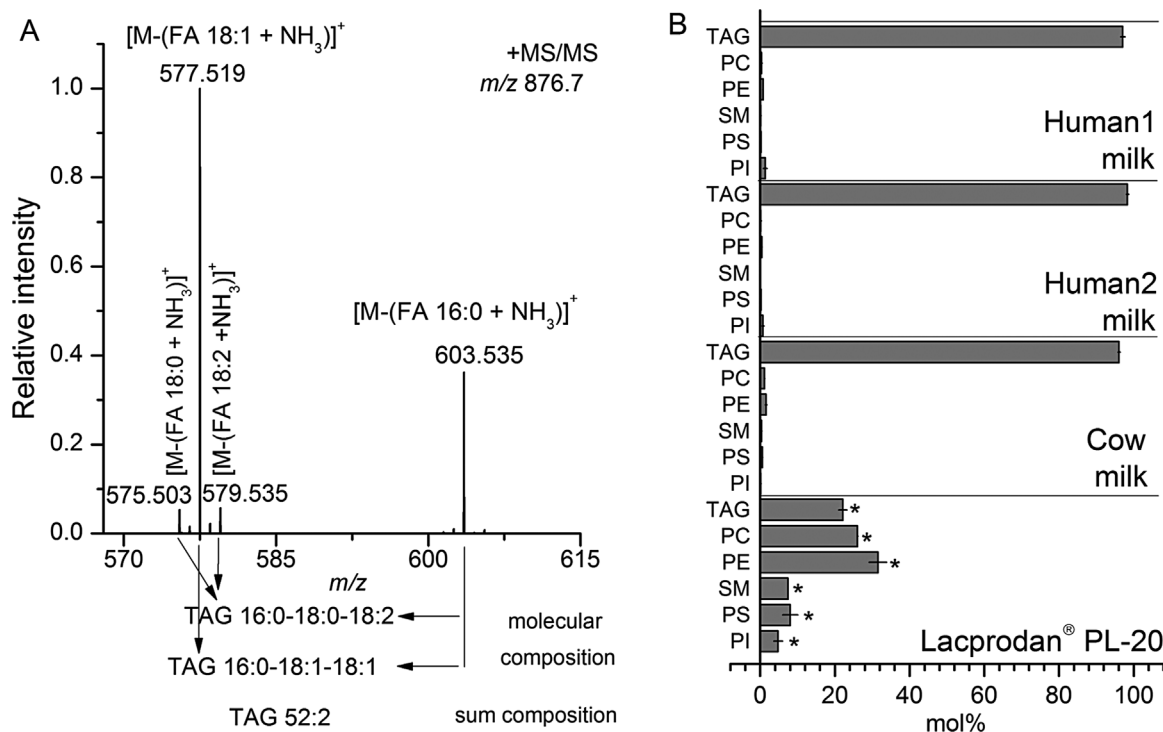 A
[M-(FA 18:1 + NH₃)]⁺
577.519
+MS/MS
m/z 876.7
1.0
0.8
0.6
0.4
0.2
0.0
Relative intensity
[M-(FA 18:0 + NH₃)]⁺
[M-(FA 18:2 +NH₃)]⁺
[M-(FA 16:0 + NH₃)]⁺
603.535
575.503
579.535
570
585
600
615
m/z
TAG 16:0-18:0-18:2
molecular
TAG 16:0-18:1-18:1
composition
TAG 52:2
sum composition
B
TAG
PC
PE
SM
PS
PI
Human1
milk
TAG
PC
PE
SM
PS
PI
Human2
milk
TAG
PC
PE
SM
PS
PI
Cow
milk
TAG *
PC *
PE *
SM *
PS *
PI *
Lacprodan® PL-20
0 20 40 60 80 100
mol%